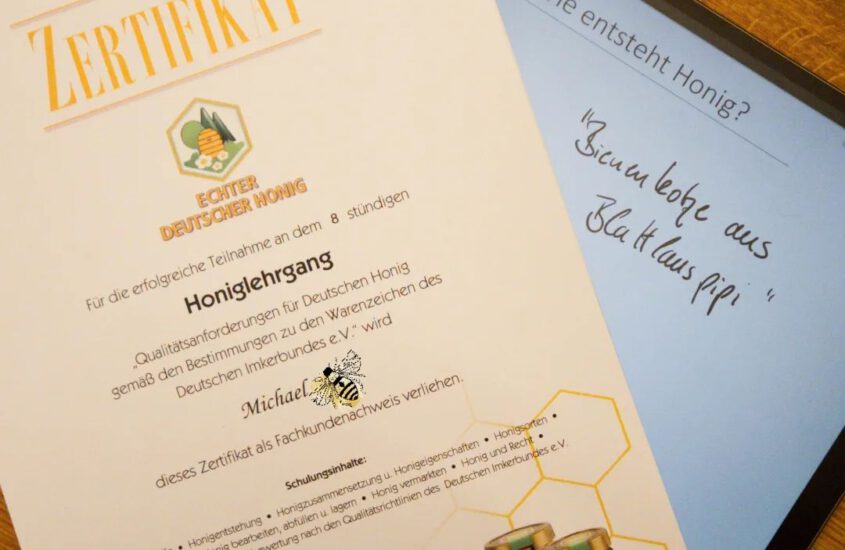 ZERTIFIKAT
ECHTER
DEUTSCHER HONIG
Für die erfolgreiche Teilnahme an dem 8 stündigen
Honiglehrgang
„Qualitätsanforderungen für Deutschen Honig
gemäß den Bestimmungen zu den Warenzeichen des
Deutschen Imkerbundes e.V.“ wird
Michael
dieses Zertifikat als Fachkundenachweis verliehen.
Schulungsinhalte:
• Honigentstehung • Honigzusammensetzung u. Honigeigenschaften • Honigsorten •
bearbeiten, abfüllen u. lagern • Honig vermarkten • Honig und Recht •
nach den Qualitätsrichtlinien des Deutschen Imkerbundes e.V.
entsteht Honig?
"Bienenkotze aus
Blattlauspipi"